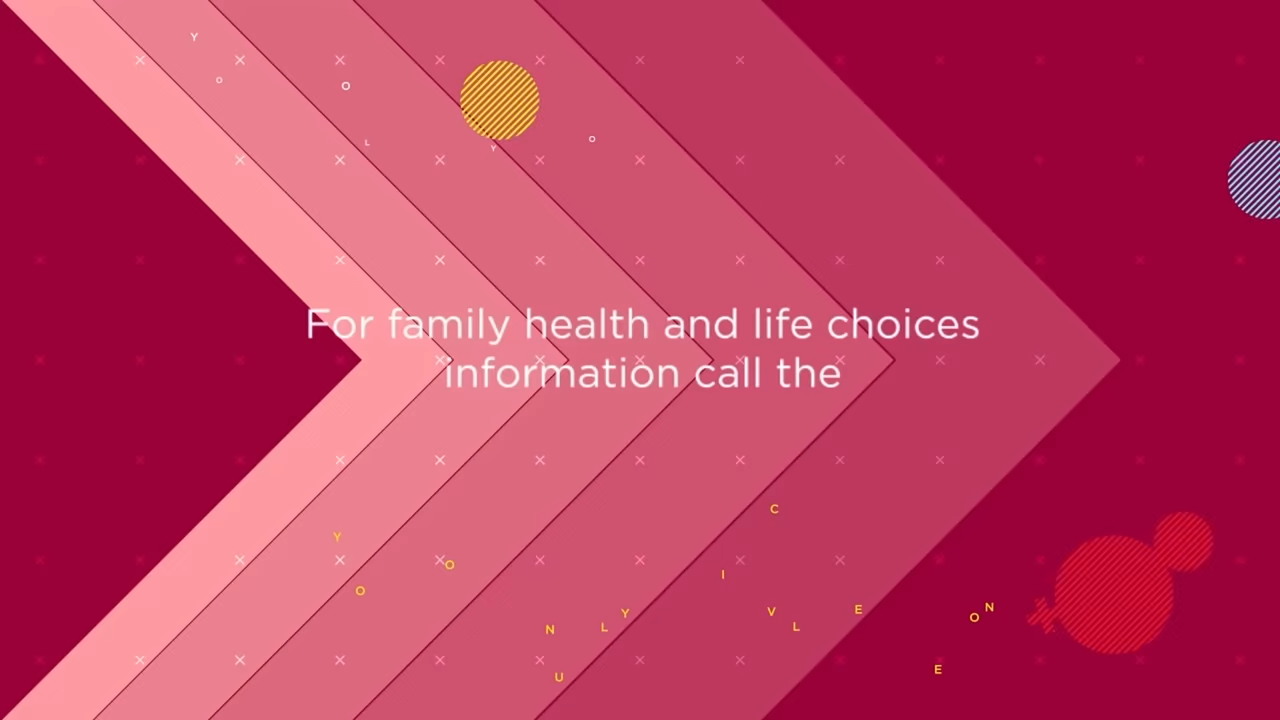 Y
O
O
L
Y
O
For family health and life choices
information call the
C
Y
O
I
O
Y
V
E
N
N
L
L
O
U
E